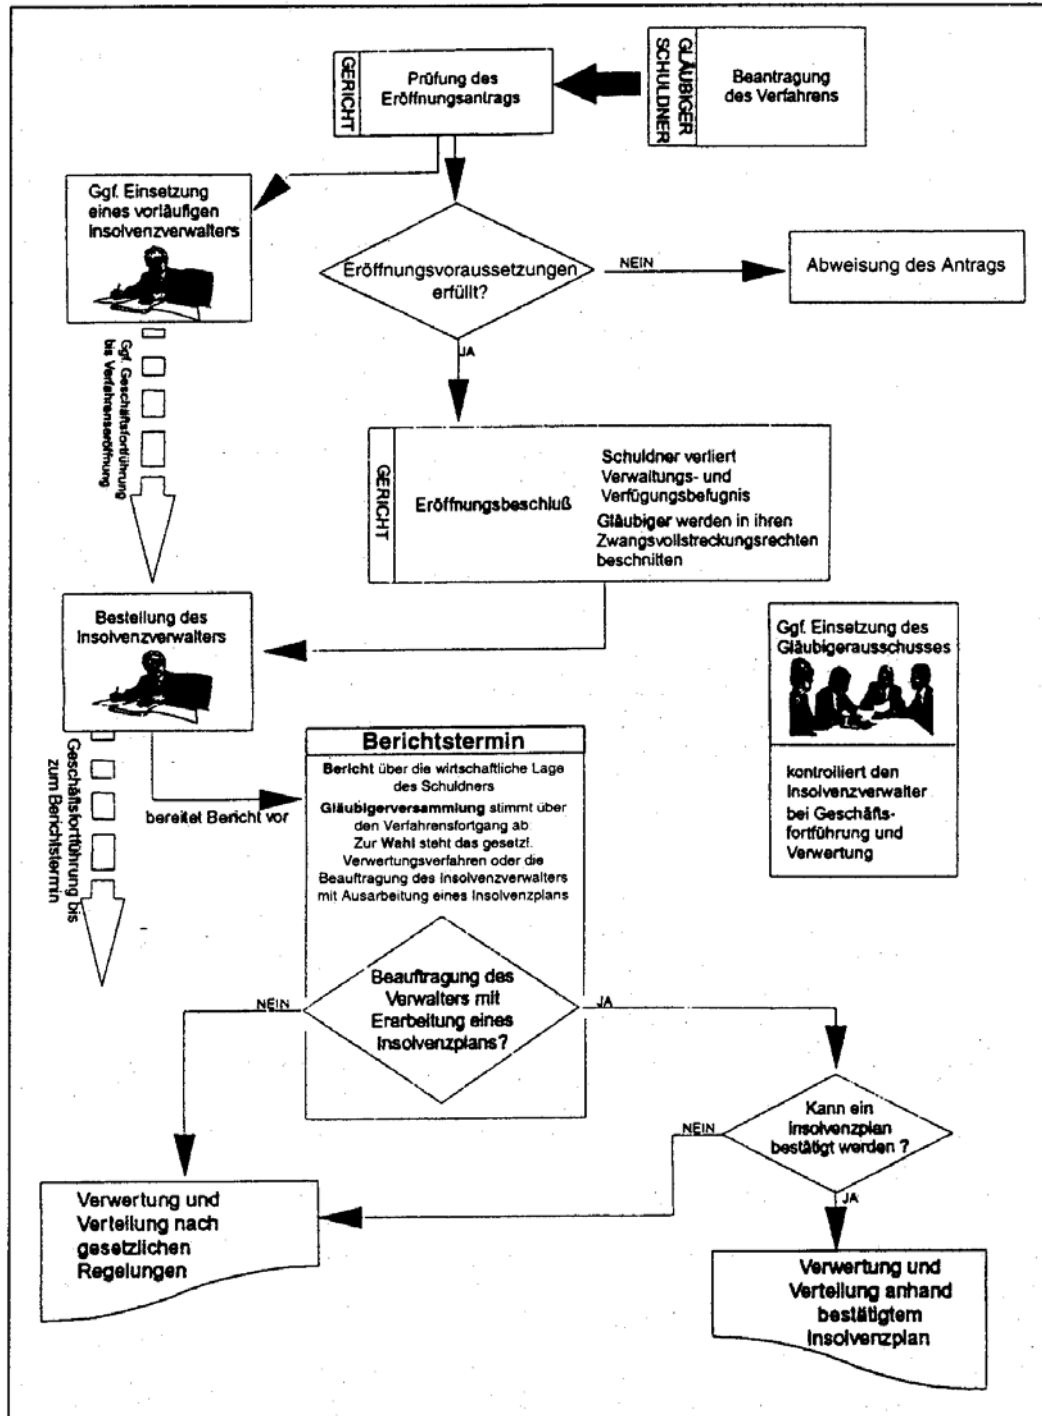 GERICHT
Prüfung des
Eröffnungsantrags
GLÄUBIGER
SCHULDNER
Beantragung
des Verfahrens
Ggf. Einsetzung
eines vorläufigen
Insolvenzverwalters
Eröffnungsvoraussetzungen
erfüllt?
NEIN
Abweisung des Antrags
JA
Ggf. Geschäftsfortführung
bis Verfahrenseröffnung
GERICHT
Eröffnungsbeschluß
Schuldner verliert
Verwaltungs- und
Verfügungsbefugnis
Gläubiger werden in ihren
Zwangsvollstreckungsrechten
beschnitten
Bestellung des
Insolvenzverwalters
Ggf. Einsetzung des
Gläubigerausschusses
kontrolliert den
Insolvenzverwalter
bei Geschäfts-
fortführung und
Verwertung
Geschäftsfortführung bis
zum Berichtstermin
bereitet Bericht vor
Berichtstermin
Bericht über die wirtschaftliche Lage
des Schuldners
Gläubigerversammlung stimmt über
den Verfahrensfortgang ab
Zur Wahl steht das gesetzl.
Verwertungsverfahren oder die
Beauftragung des Insolvenzverwalters
mit Ausarbeitung eines Insolvenzplans
Beauftragung des
Verwalters mit
Erarbeitung eines
Insolvenzplans?
NEIN
JA
Kann ein
Insolvenzplan
bestätigt werden ?
NEIN
JA
Verwertung und
Verteilung nach
gesetzlichen
Regelungen
Verwertung und
Verteilung anhand
bestätigtem
Insolvenzplan